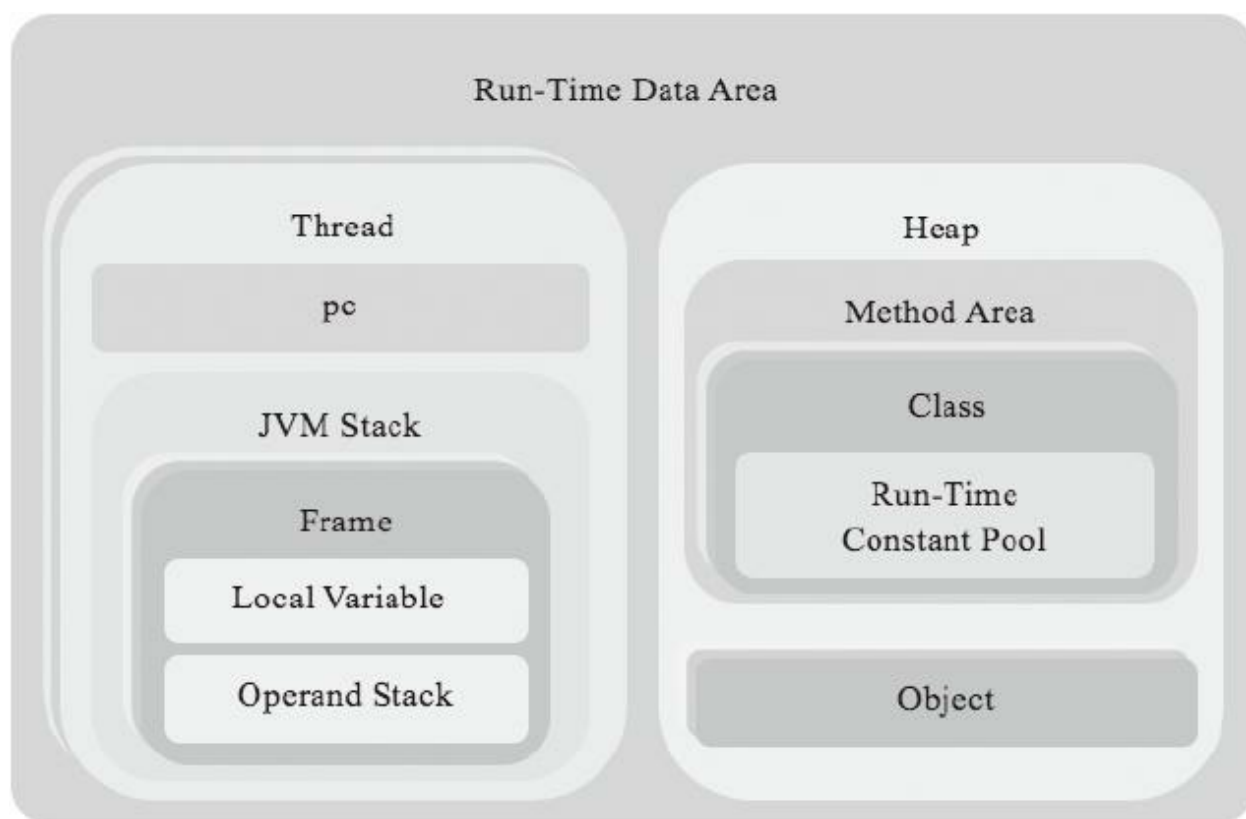 Run-Time Data Area
Thread
pc
JVM Stack
Frame
Local Variable
Operand Stack
Heap
Method Area
Class
Run-Time
Constant Pool
Object